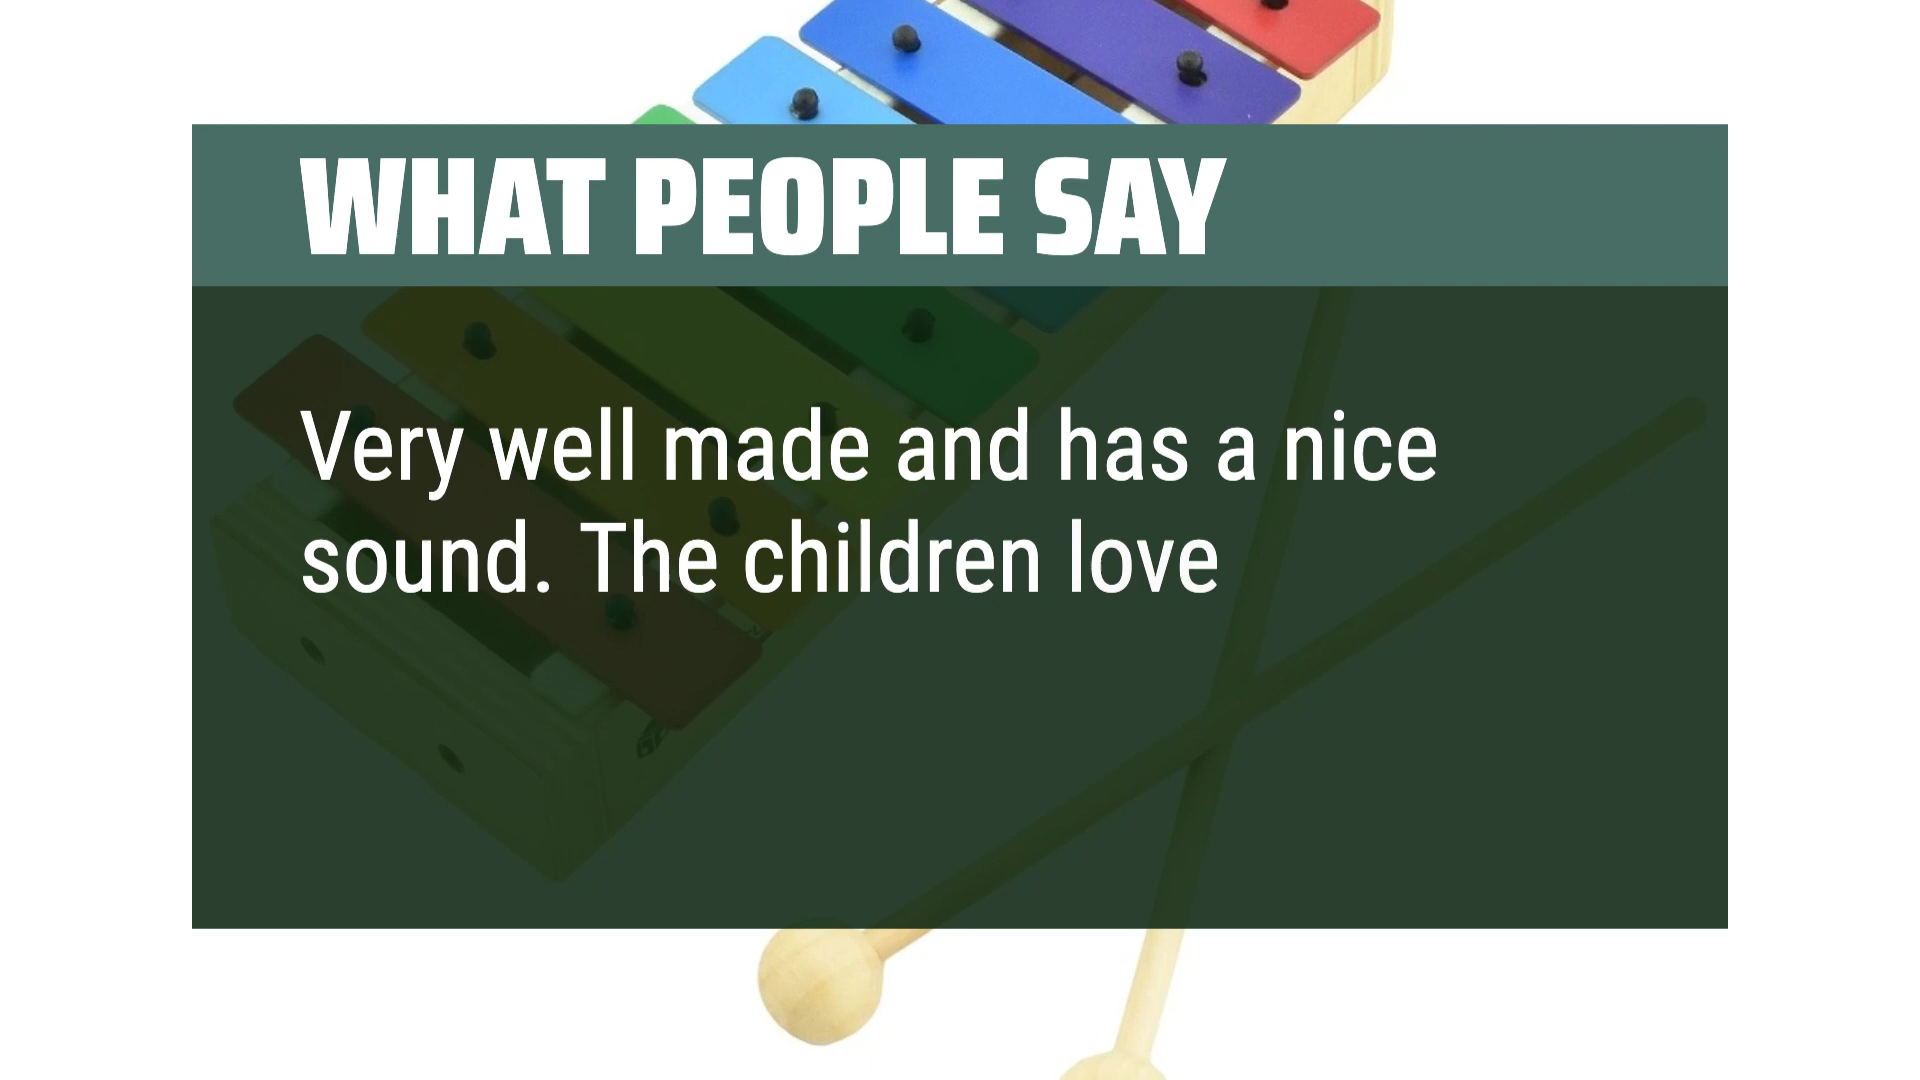 WHAT PEOPLE SAY
Very well made and has a nice
sound. The children love